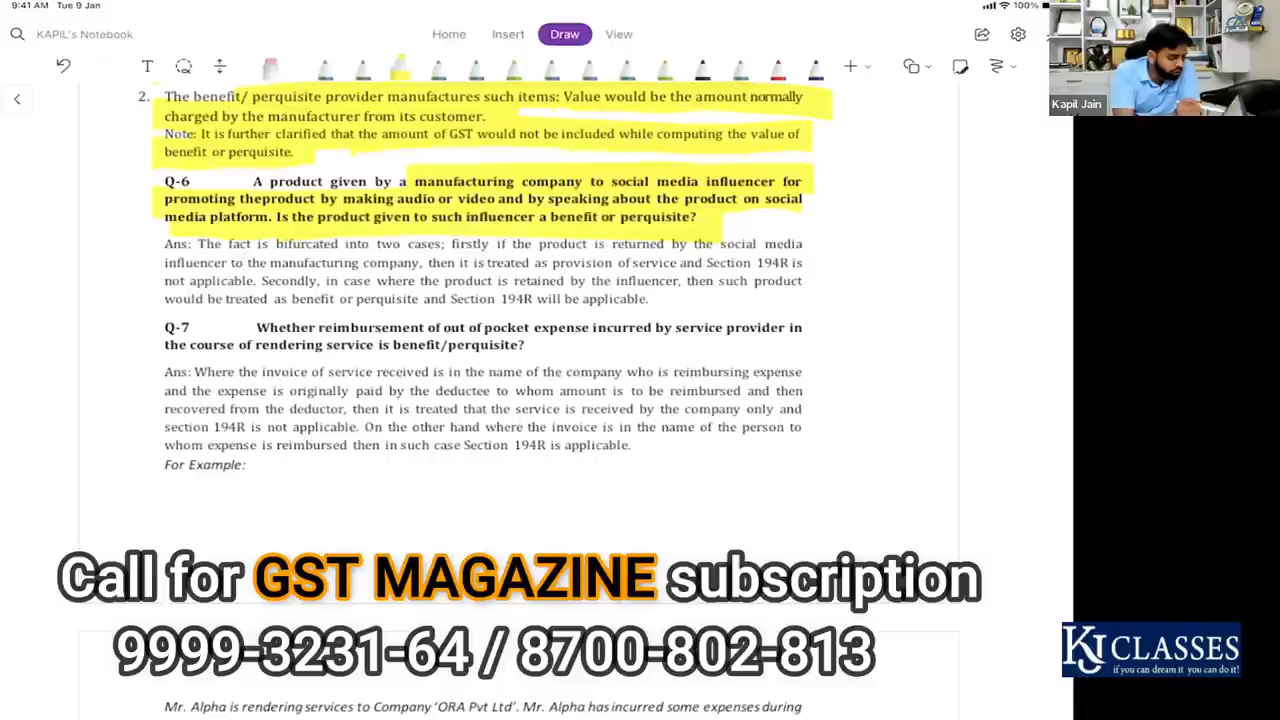 9:41 AM Tue 9 Jan
100%
KAPIL's Notebook
Home Insert Draw View
T
2. The benefit/ perquisite provider manufactures such items: Value would be the amount normally
charged by the manufacturer from its customer.
Note: It is further clarified that the amount of GST would not be included while computing the value of
benefit or perquisite.
Q-6 A product given by a manufacturing company to social media influencer for
promoting theproduct by making audio or video and by speaking about the product on social
media platform. Is the product given to such influencer a benefit or perquisite?
Ans: The fact is bifurcated into two cases; firstly if the product is returned by the social media
influencer to the manufacturing company, then it is treated as provision of service and Section 194R is
not applicable. Secondly, in case where the product is retained by the influencer, then such product
would be treated as benefit or perquisite and Section 194R will be applicable.
Q-7 Whether reimbursement of out of pocket expense incurred by service provider in
the course of rendering service is benefit/perquisite?
Ans: Where the invoice of service received is in the name of the company who is reimbursing expense
and the expense is originally paid by the deductee to whom amount is to be reimbursed and then
recovered from the deductor, then it is treated that the service is received by the company only and
section 194R is not applicable. On the other hand where the invoice is in the name of the person to
whom expense is reimbursed then in such case Section 194R is applicable.
For Example:
Call for GST MAGAZINE subscription
9999-3231-64 / 8700-802-813
Mr. Alpha is rendering services to Company 'ORA Pvt Ltd'. Mr. Alpha has incurred some expenses during
Kapil Jain
KJ CLASSES
if you can dream it you can do it!